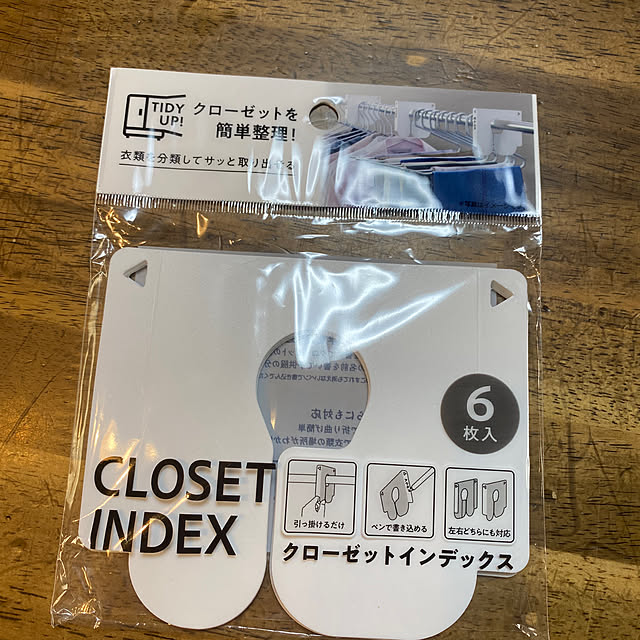 TIDY
UP!
クローゼットを
簡単整理!
衣類を分類してサッと取り出せる
6
枚入
CLOSET
INDEX
引っ掛けるだけ
ペンで書き込める
左右どちらにも対応
クローゼットインデックス